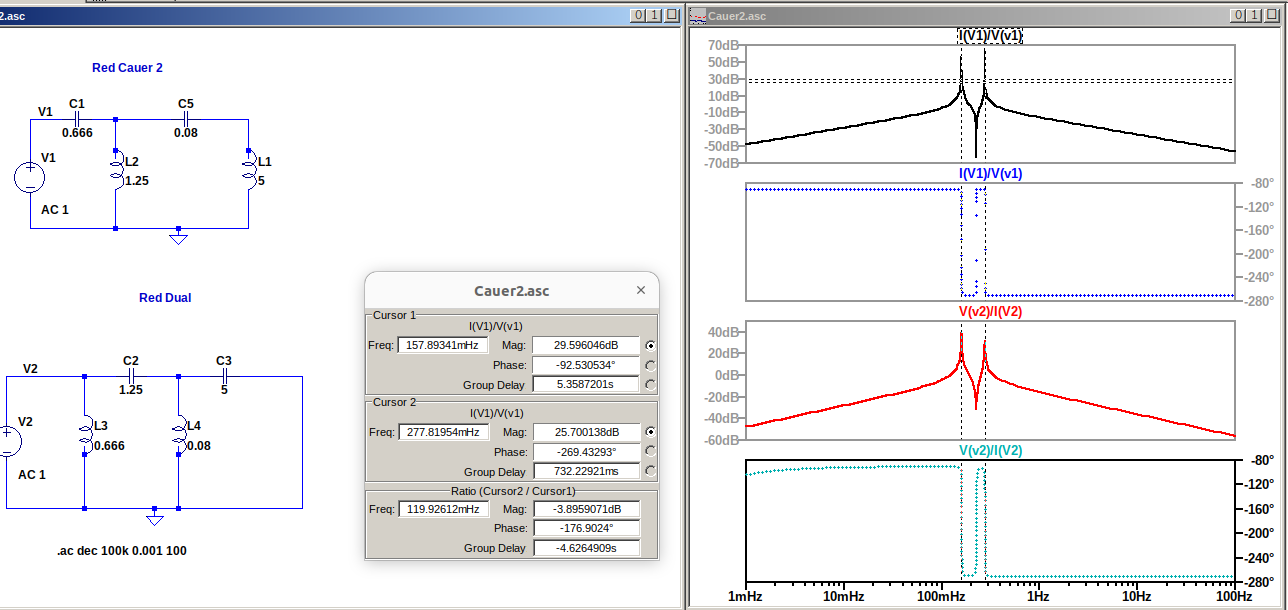 2.asc
0 1
Red Cauer 2
V1
C1
0.666
C5
0.08
V1
L2
1.25
L1
5
AC 1
Red Dual
V2
C2
1.25
C3
5
V2
L3
0.666
L4
0.08
AC 1
.ac dec 100k 0.001 100
Cauer2.asc
Cursor 1
I(V1)/V(v1)
Freq: 157.89341mHz Mag: 29.596046dB
Phase: -92.530534°
Group Delay 5.3587201s
Cursor 2
I(V1)/V(v1)
Freq: 277.81954mHz Mag: 25.700138dB
Phase: -269.43293°
Group Delay 732.22921ms
Ratio (Cursor2 / Cursor1)
Freq: 119.92612mHz Mag: -3.8959071dB
Phase: -176.9024°
Group Delay -4.6264909s
Cauer2.asc
0 1
I(V1)/V(v1)
70dB
50dB
30dB
10dB
-10dB
-30dB
-50dB
-70dB
I(V1)/V(v1)
-80°
-120°
-160°
-200°
-240°
-280°
V(v2)/I(V2)
40dB
20dB
0dB
-20dB
-40dB
-60dB
V(v2)/I(V2)
-80°
-120°
-160°
-200°
-240°
-280°
1mHz 10mHz 100mHz 1Hz 10Hz 100Hz